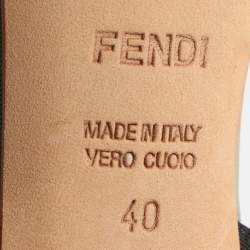 FENDI
MADE IN ITALY
VERO CUOIO
40